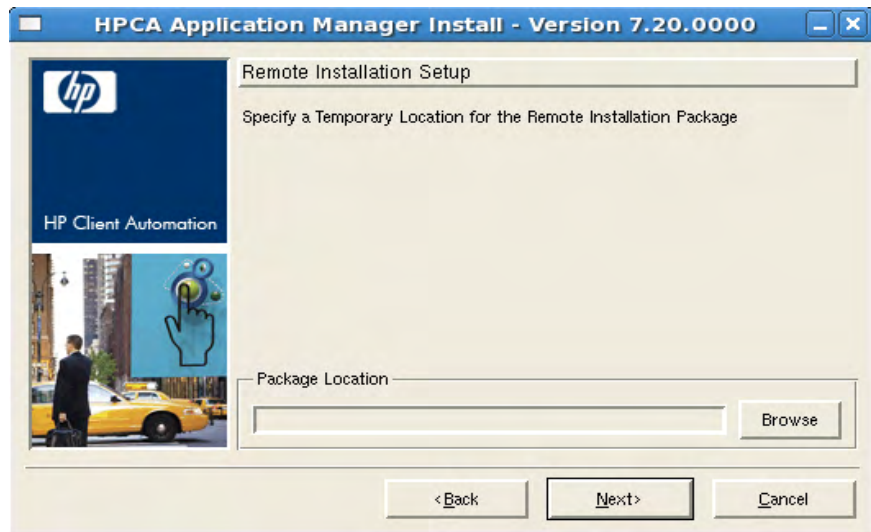 HPCA Application Manager Install - Version 7.20.0000
hp
HP Client Automation
Remote Installation Setup
Specify a Temporary Location for the Remote Installation Package
Package Location
Browse
<Back
Next>
Cancel